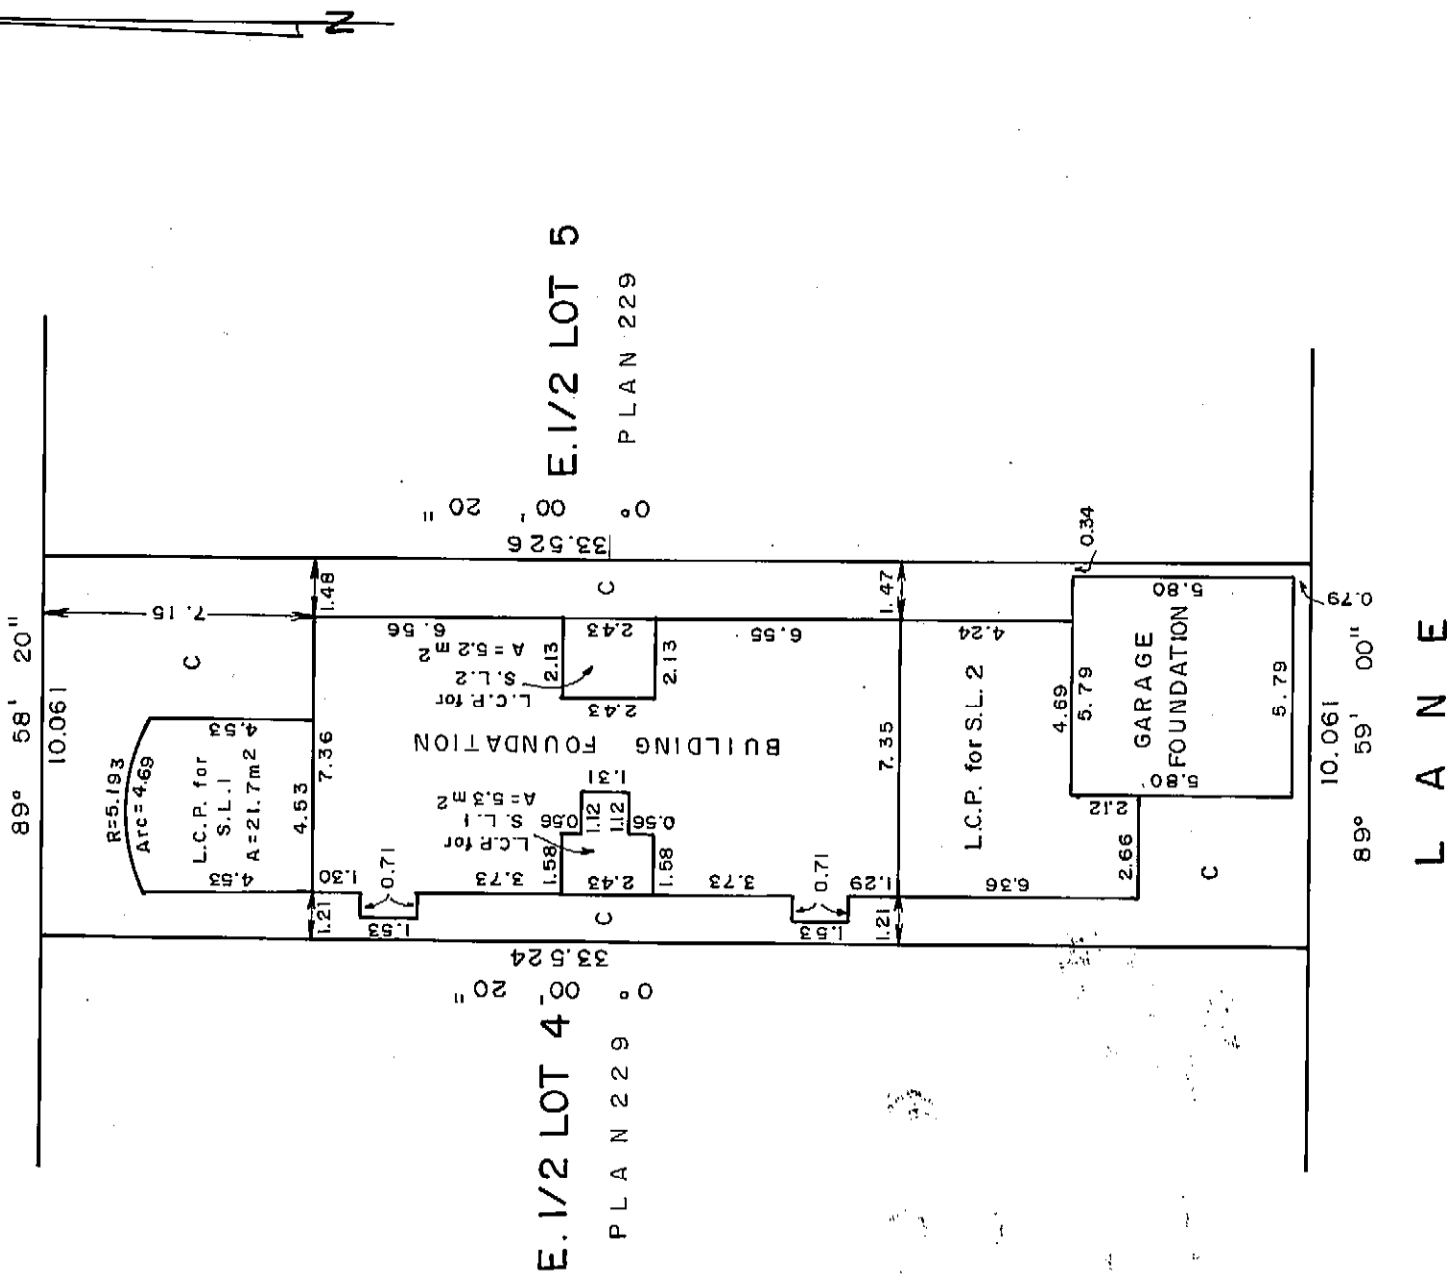 N
89° 58' 20"
10.061
7.15
C
R=5.193
Arc=4.69
4.53
L.C.P. for
S.L.1
A=21.7m²
4.53
4.53
7.36
1.48
1.21
1.30
0.71
1.53
3.73
6.56
L.C.P. for
S.L.2
A=5.2 m²
2.13
2.43
2.43
2.13
6.55
BUILDING FOUNDATION
L.C.P. for
S.L.1
A=5.3 m²
1.58
0.56
1.12
1.31
1.12
0.56
1.58
2.43
3.73
0.71
1.53
1.29
1.21
C
C
33.526
0° 00' 20"
E.1/2 LOT 5
PLAN 229
33.524
0° 00' 20"
E.1/2 LOT 4
PLAN 229
7.35
1.47
L.C.P. for S.L. 2
4.24
6.36
4.69
5.79
0.34
GARAGE
FOUNDATION
5.80
5.80
5.79
2.12
2.66
C
0.79
10.061
89° 59' 00"
LANE